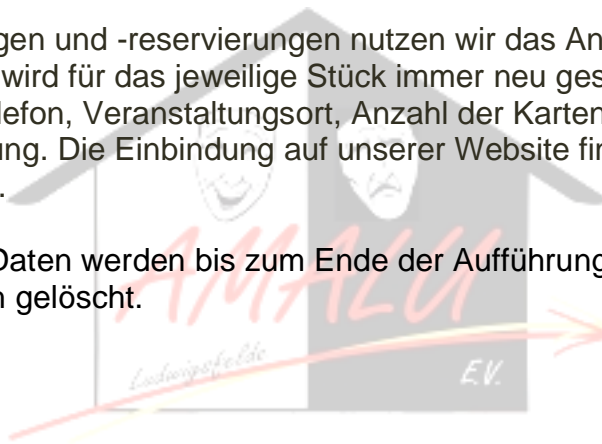 gen und -reservierungen nutzen wir das An
wird für das jeweilige Stück immer neu ges
lefon, Veranstaltungsort, Anzahl der Karten
ung. Die Einbindung auf unserer Website fin
.
Daten werden bis zum Ende der Aufführung
n gelöscht.
AMALU
Ludwigsfelde
E.V.